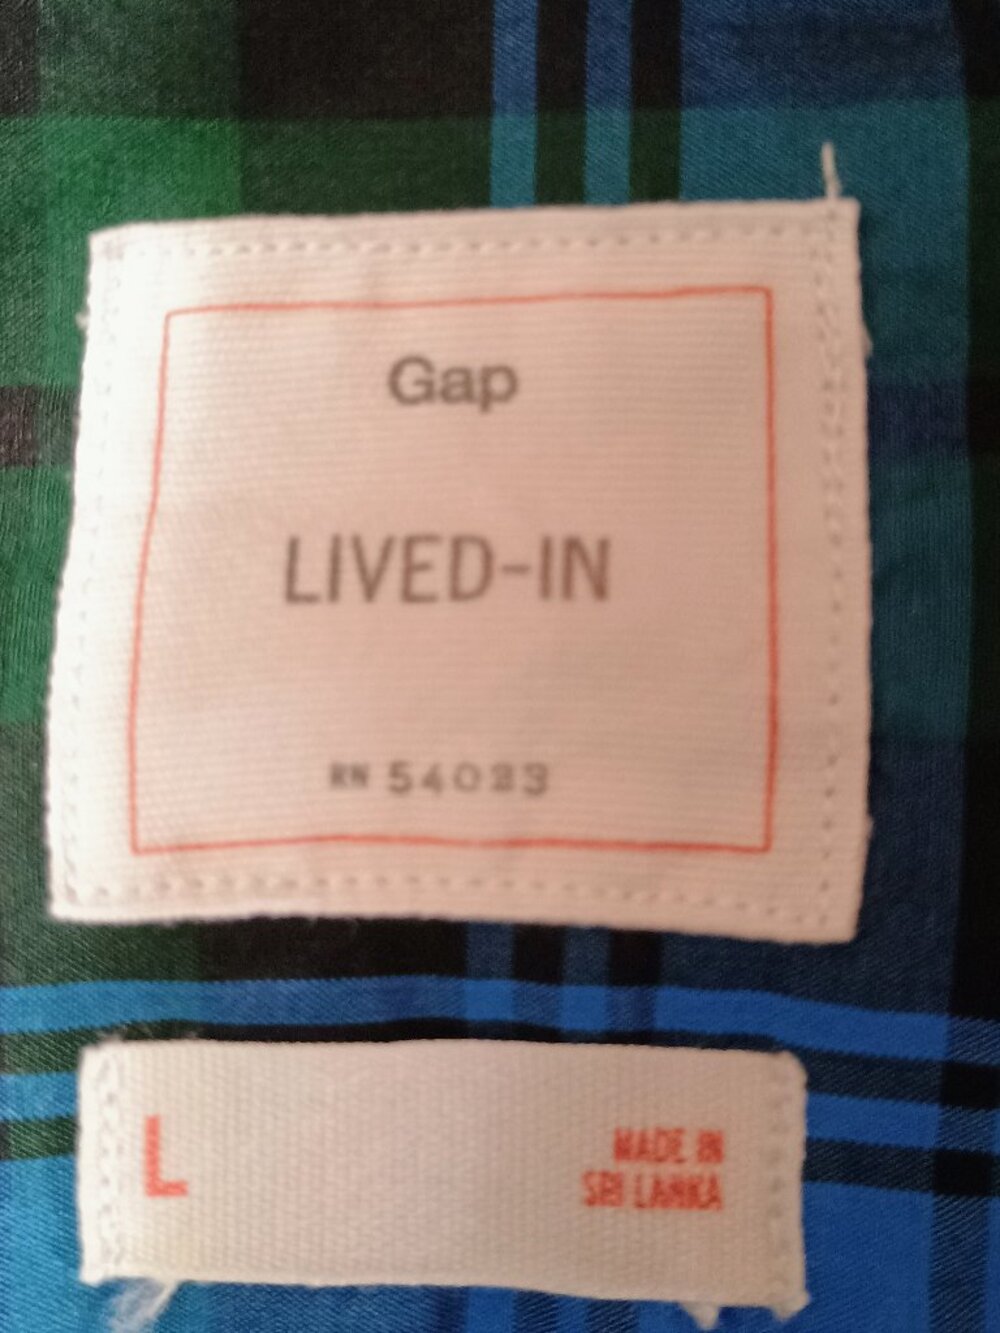 Gap
LIVED-IN
RN 54023
L
MADE IN
SRI LANKA